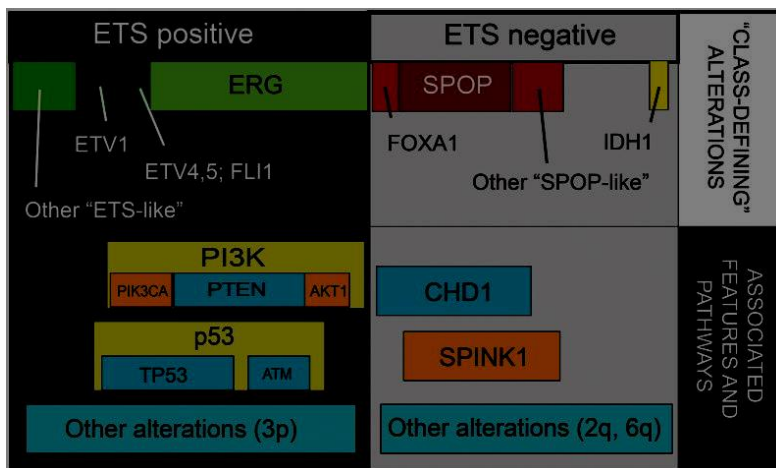 ETS positive
ETS negative
ERG
SPOP
ETV1
FOXA1
IDH1
ETV4,5; FLI1
Other "SPOP-like"
Other "ETS-like"
"CLASS-DEFINING"
ALTERATIONS
PI3K
PIK3CA
PTEN
AKT1
CHD1
p53
TP53
ATM
SPINK1
Other alterations (3p)
Other alterations (2q, 6q)
ASSOCIATED
FEATURES AND
PATHWAYS